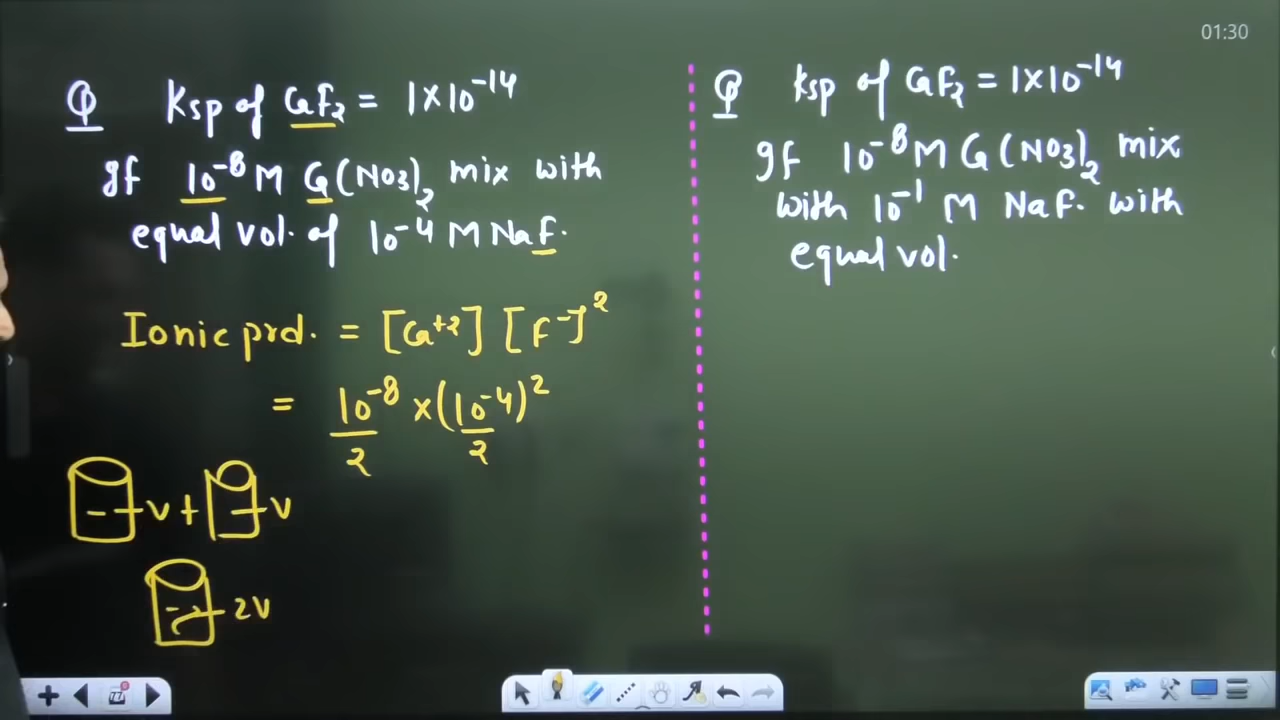 01:30
Q Ksp of CaF₂ = 1×10⁻¹⁴
If 10⁻⁸ M Ca(NO3)₂ mix with
equal vol. of 10⁻⁴ M NaF.
Ionic prd. = [Ca⁺²] [F⁻]²
= 10⁻⁸/2 × (10⁻⁴/2)²
v + v
2v
Q Ksp of CaF₂ = 1×10⁻¹⁴
If 10⁻⁸ M Ca(NO3)₂ mix
with 10⁻¹ M NaF. with
equal vol.